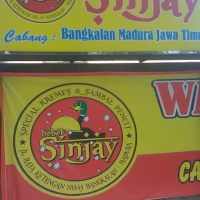 Sinjay
Cabang : Bangkalan Madura Jawa Tim
SPECIAL KREMES & SAMBAL PENCIT
bebek
Sinjay
JL. RAYA KETENGAN NO.45 BANGKALAN - MADURA
W
CA